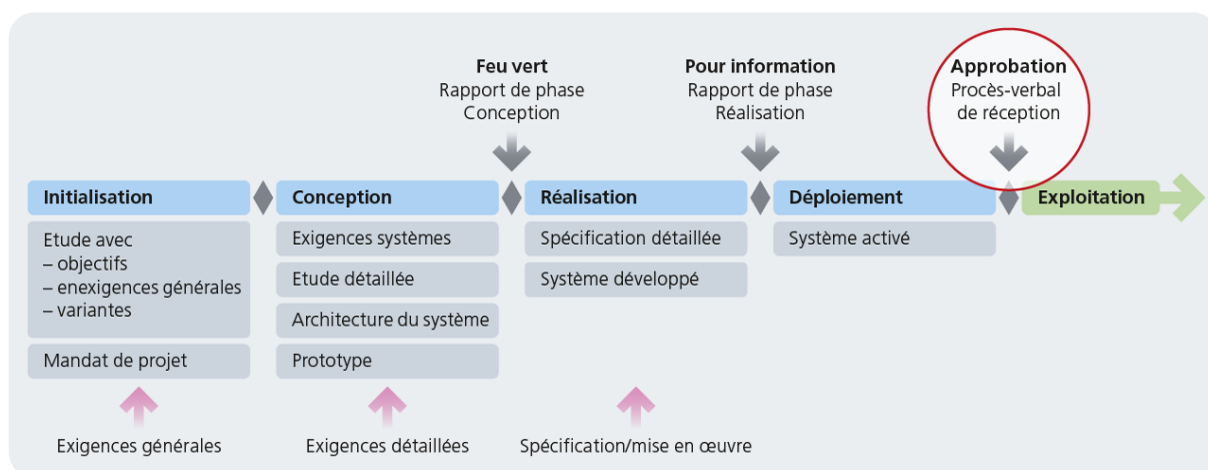 Feu vert
Rapport de phase
Conception
Pour information
Rapport de phase
Réalisation
Approbation
Procès-verbal
de réception
Initialisation
Conception
Réalisation
Déploiement
Exploitation
Etude avec
– objectifs
– enexigences générales
– variantes
Mandat de projet
Exigences systèmes
Etude détaillée
Architecture du système
Prototype
Spécification détaillée
Système développé
Système activé
Exigences générales
Exigences détaillées
Spécification/mise en œuvre